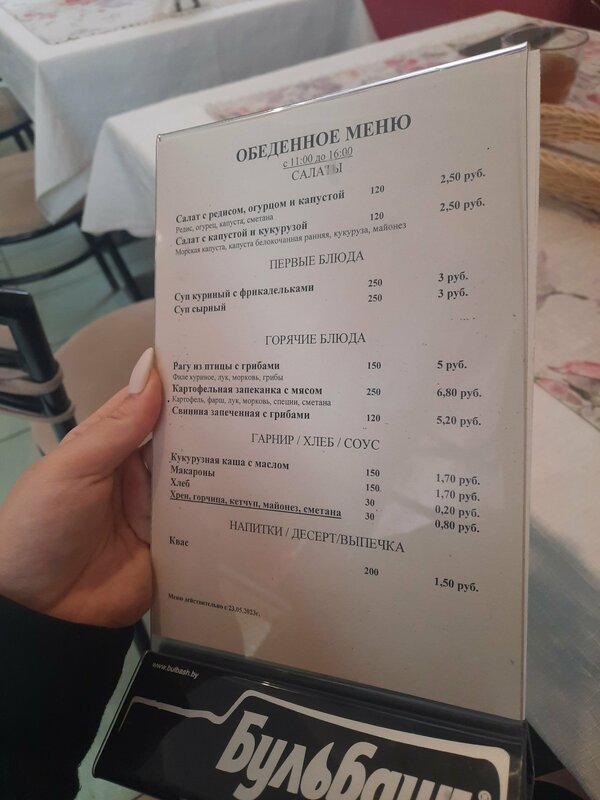 ОБЕДЕННОЕ МЕНЮ
с 11:00 до 16:00
САЛАТЫ
Салат с редисом, огурцом и капустой 120 2,50 руб.
Редис, огурец, капуста, сметана
Салат с капустой и кукурузой 120 2,50 руб.
Морская капуста, капуста белокочанная ранняя, кукуруза, майонез
ПЕРВЫЕ БЛЮДА
Суп куриный с фрикадельками 250 3 руб.
Суп сырный 250 3 руб.
ГОРЯЧИЕ БЛЮДА
Рагу из птицы с грибами 150 5 руб.
Филе куриное, лук, морковь, грибы
Картофельная запеканка с мясом 250 6,80 руб.
Картофель, фарш, лук, морковь, специи, сметана
Свинина запеченная с грибами 120 5,20 руб.
ГАРНИР / ХЛЕБ / СОУС
Кукурузная каша с маслом 150 1,70 руб.
Макароны 150 1,70 руб.
Хлеб 30 0,20 руб.
Хрен, горчица, кетчуп, майонез, сметана 30 0,80 руб.
НАПИТКИ / ДЕСЕРТ/ВЫПЕЧКА
Квас 200 1,50 руб.
Меню действительно с 23.05.2023г.
www.bulbash.by
Бульбашъ®